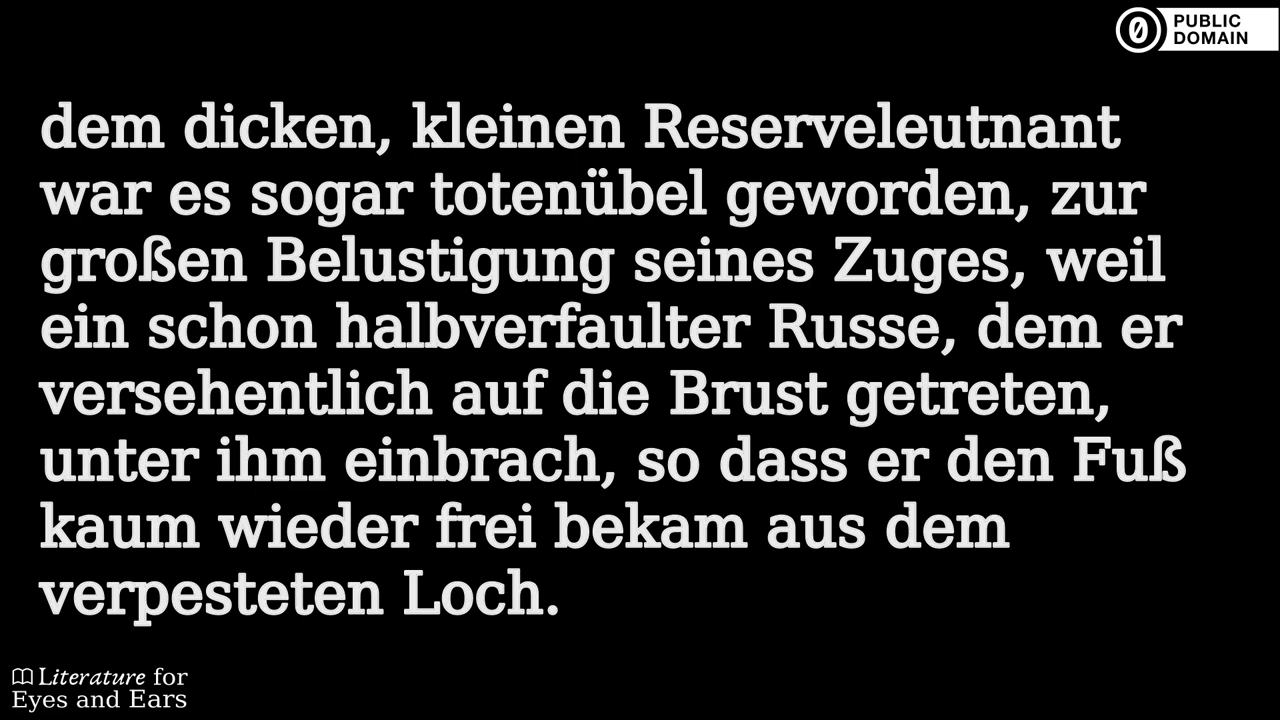 PUBLIC
DOMAIN
dem dicken, kleinen Reserveleutnant
war es sogar totenübel geworden, zur
großen Belustigung seines Zuges, weil
ein schon halbverfaulter Russe, dem er
versehentlich auf die Brust getreten,
unter ihm einbrach, so dass er den Fuß
kaum wieder frei bekam aus dem
verpesteten Loch.
Literature for
Eyes and Ears